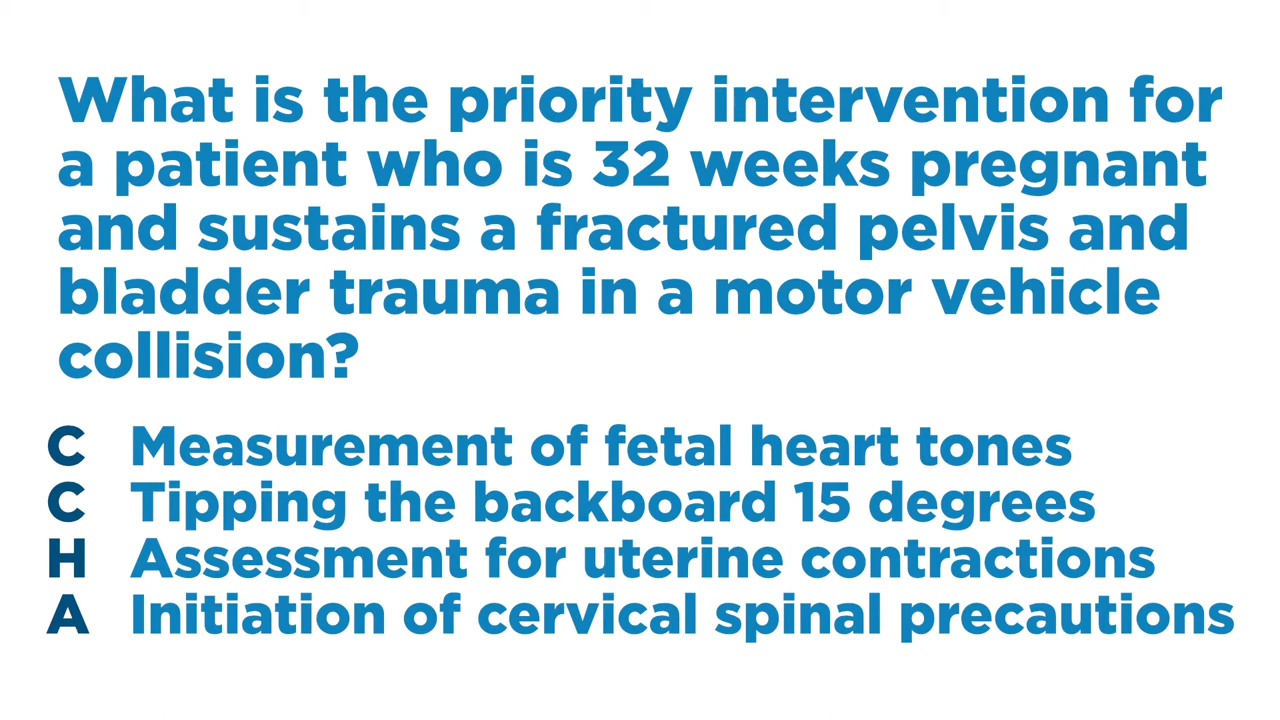 What is the priority intervention for
a patient who is 32 weeks pregnant
and sustains a fractured pelvis and
bladder trauma in a motor vehicle
collision?
C Measurement of fetal heart tones
C Tipping the backboard 15 degrees
H Assessment for uterine contractions
A Initiation of cervical spinal precautions